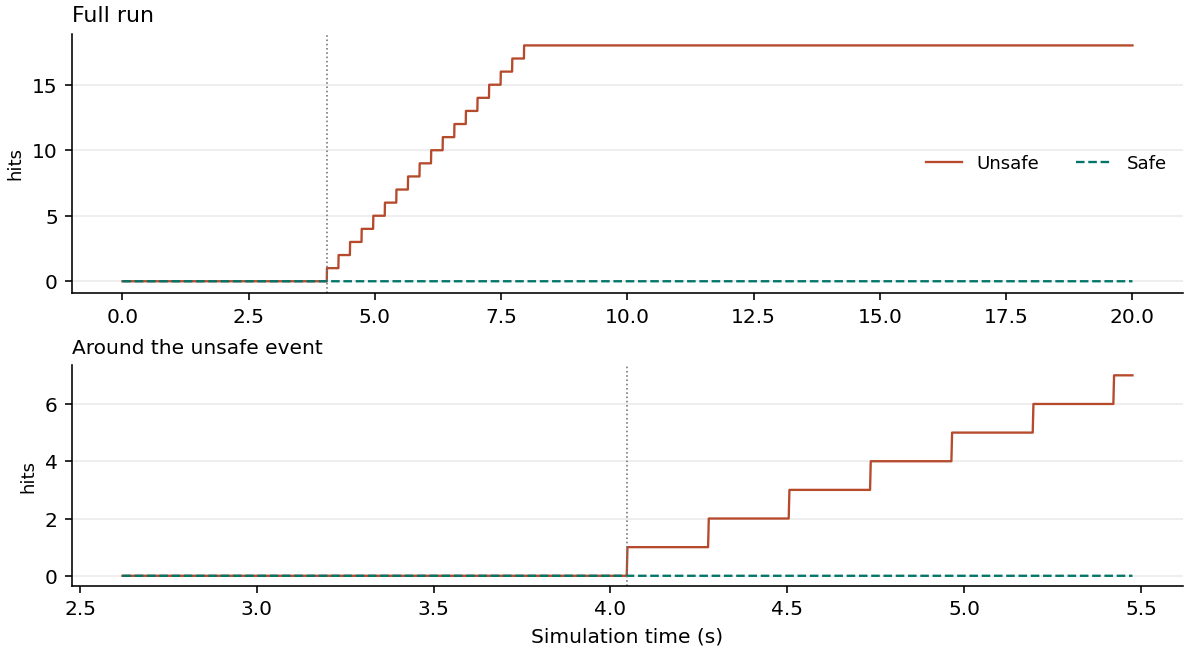 Full run
hits
15
10
5
0
Unsafe
Safe
0.0 2.5 5.0 7.5 10.0 12.5 15.0 17.5 20.0
Around the unsafe event
hits
6
4
2
0
2.5 3.0 3.5 4.0 4.5 5.0 5.5
Simulation time (s)